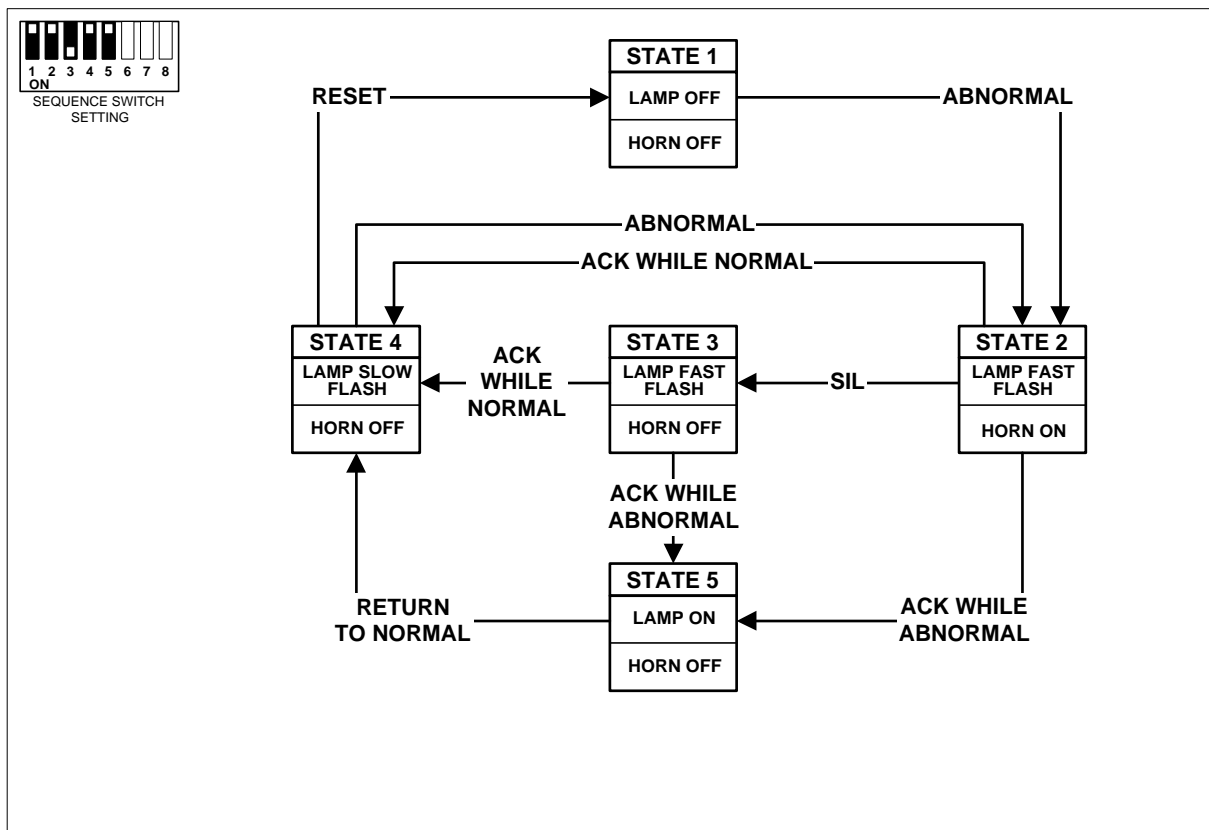 1 2 3 4 5 6 7 8
ON
SEQUENCE SWITCH
SETTING
STATE 1
LAMP OFF
HORN OFF
RESET
ABNORMAL
ABNORMAL
ACK WHILE NORMAL
STATE 4
LAMP SLOW
FLASH
HORN OFF
ACK
WHILE
NORMAL
STATE 3
LAMP FAST
FLASH
HORN OFF
SIL
STATE 2
LAMP FAST
FLASH
HORN ON
ACK WHILE
ABNORMAL
STATE 5
LAMP ON
HORN OFF
RETURN
TO NORMAL
ACK WHILE
ABNORMAL